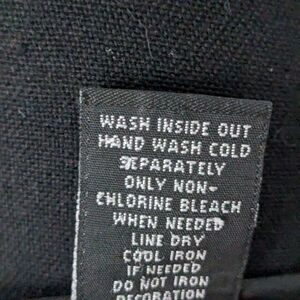 WASH INSIDE OUT
HAND WASH COLD
SEPARATELY
ONLY NON-
CHLORINE BLEACH
WHEN NEEDED
LINE DRY
COOL IRON
IF NEEDED
DO NOT IRON
DECORATION